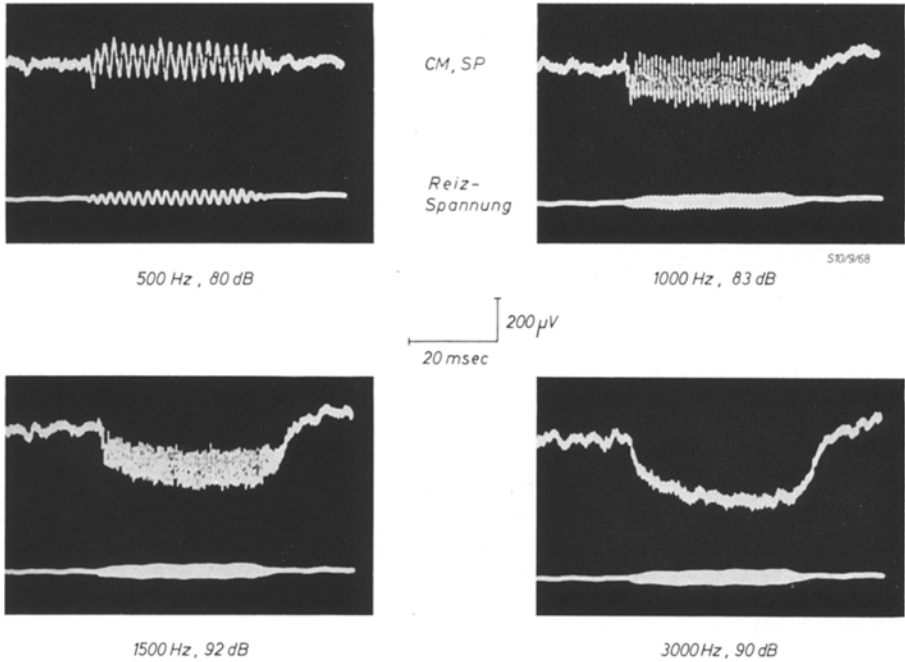 CM, SP
Reiz-
Spannung
500 Hz, 80 dB
1000 Hz, 83 dB
S10/9/68
200 µV
20 msec
1500 Hz, 92 dB
3000 Hz, 90 dB